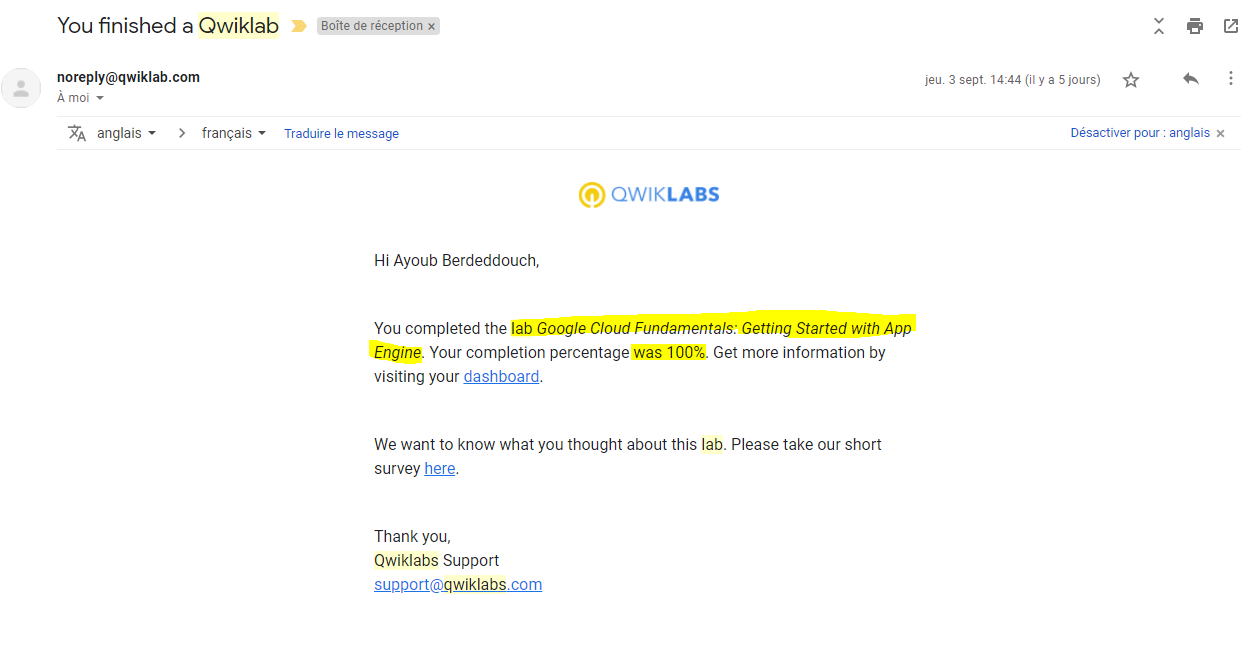 You finished a Qwiklab Boîte de réception ×
noreply@qwiklab.com jeu. 3 sept. 14:44 (il y a 5 jours)
À moi
anglais français Traduire le message Désactiver pour : anglais ×
QWIKLABS
Hi Ayoub Berdeddouch,
You completed the lab Google Cloud Fundamentals: Getting Started with App
Engine. Your completion percentage was 100%. Get more information by
visiting your dashboard.
We want to know what you thought about this lab. Please take our short
survey here.
Thank you,
Qwiklabs Support
support@qwiklabs.com